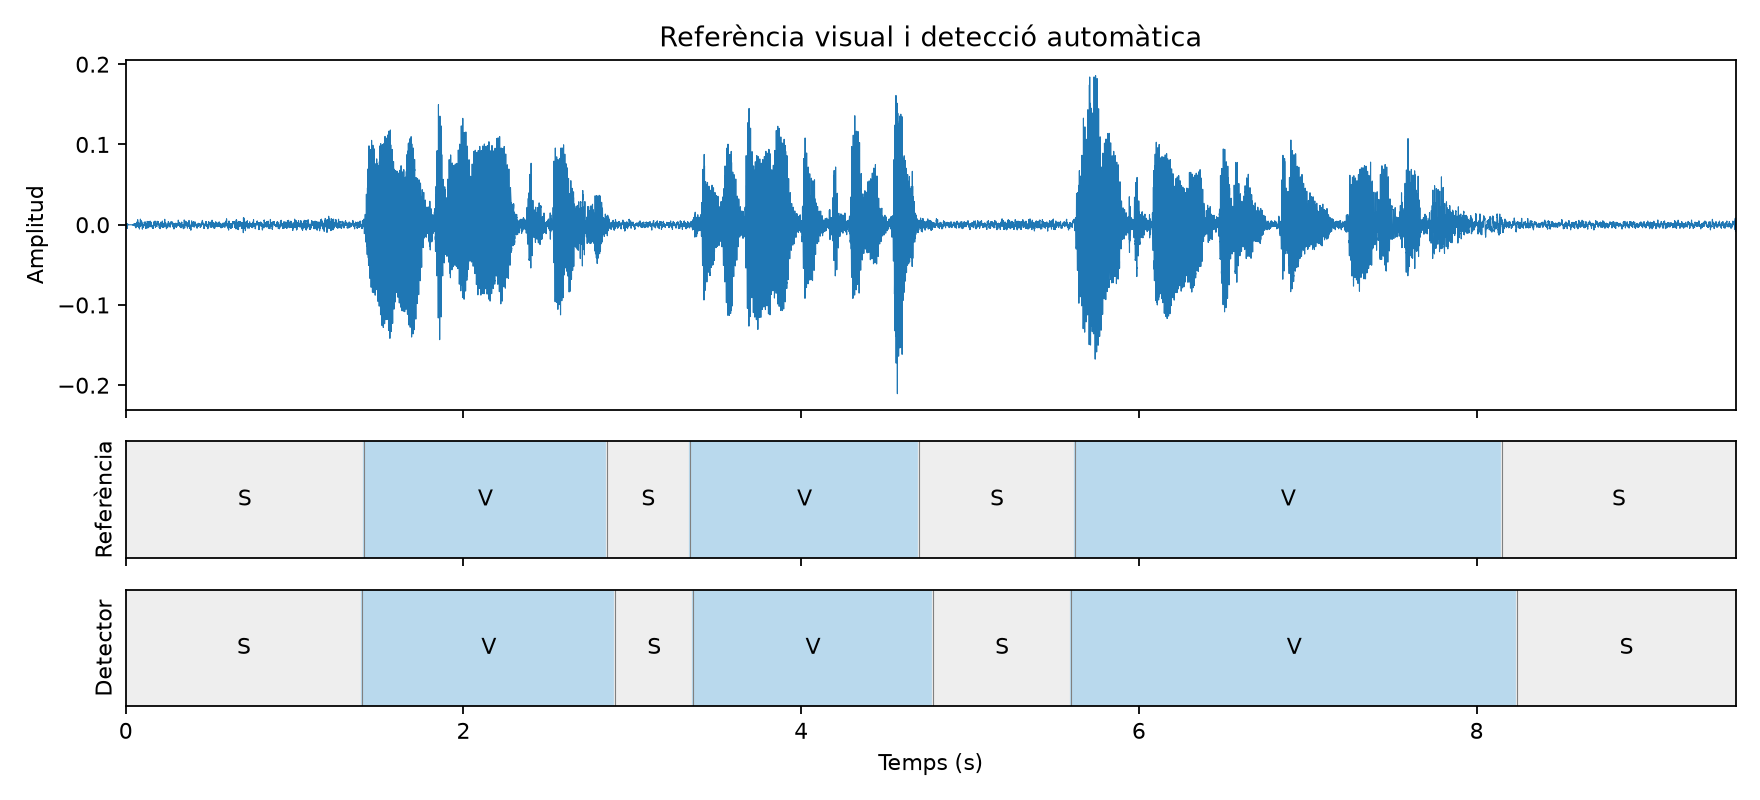 Referència visual i detecció automàtica
Amplitud
0.2
0.1
0.0
−0.1
−0.2
Referència
S V S V S V S
Detector
S V S V S V S
0 2 4 6 8
Temps (s)